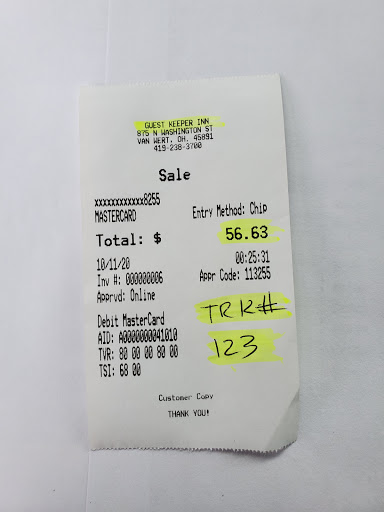 GUEST KEEPER INN
875 N WASHINGTON ST
VAN WERT, OH, 45891
419-238-3700
Sale
xxxxxxxxxxxx8255
MASTERCARD Entry Method: Chip
Total: $ 56.63
10/11/20 00:25:31
Inv #: 000000006 Appr Code: 113255
Apprvd: Online
TRK#
Debit MasterCard
AID: A0000000041010
123
TVR: 80 00 00 80 00
TSI: 68 00
Customer Copy
THANK YOU!